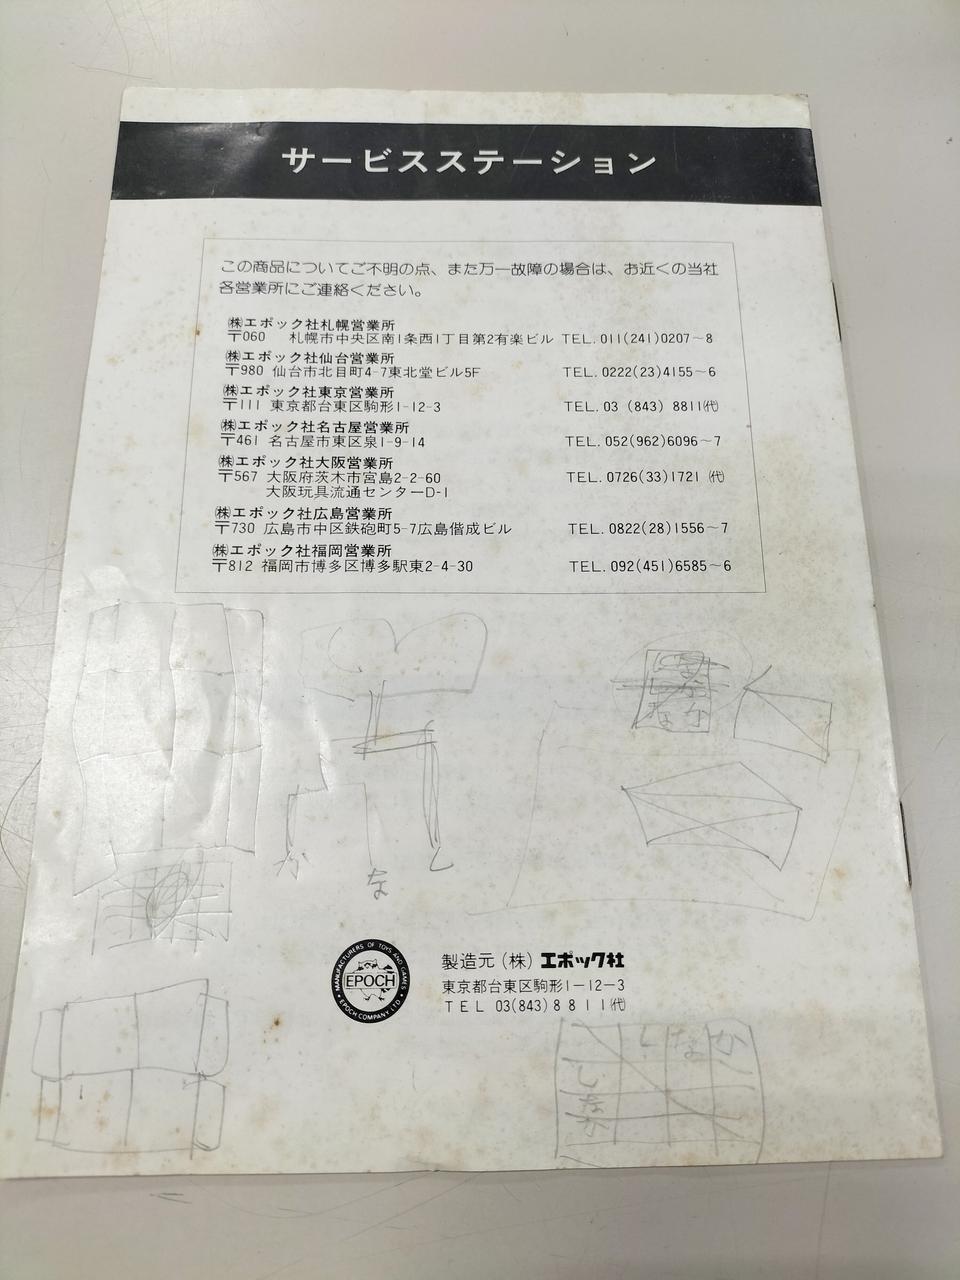 サービスステーション
この商品についてご不明の点、また万一故障の場合は、お近くの当社
各営業所にご連絡ください。
㈱エポック社札幌営業所
〒060 札幌市中央区南1条西1丁目第2有楽ビル TEL.011(241)0207～8
㈱エポック社仙台営業所
〒980 仙台市北目町4-7東北堂ビル5F TEL.0222(23)4155～6
㈱エポック社東京営業所
〒111 東京都台東区駒形1-12-3 TEL.03 (843) 8811㈹
㈱エポック社名古屋営業所
〒461 名古屋市東区泉1-9-14 TEL.052(962)6096～7
㈱エポック社大阪営業所
〒567 大阪府茨木市宮島2-2-60 TEL.0726(33)1721 ㈹
大阪玩具流通センターD-1
㈱エポック社広島営業所
〒730 広島市中区鉄砲町5-7広島偕成ビル TEL.0822(28)1556～7
㈱エポック社福岡営業所
〒812 福岡市博多区博多駅東2-4-30 TEL.092(451)6585～6
か な し
MANUFACTURERS OF TOYS AND GAMES
EPOCH
EPOCH COMPANY LTD
製造元(株)エポック社
東京都台東区駒形1-12-3
TEL 03(843)8811㈹
し な か
し
な
か